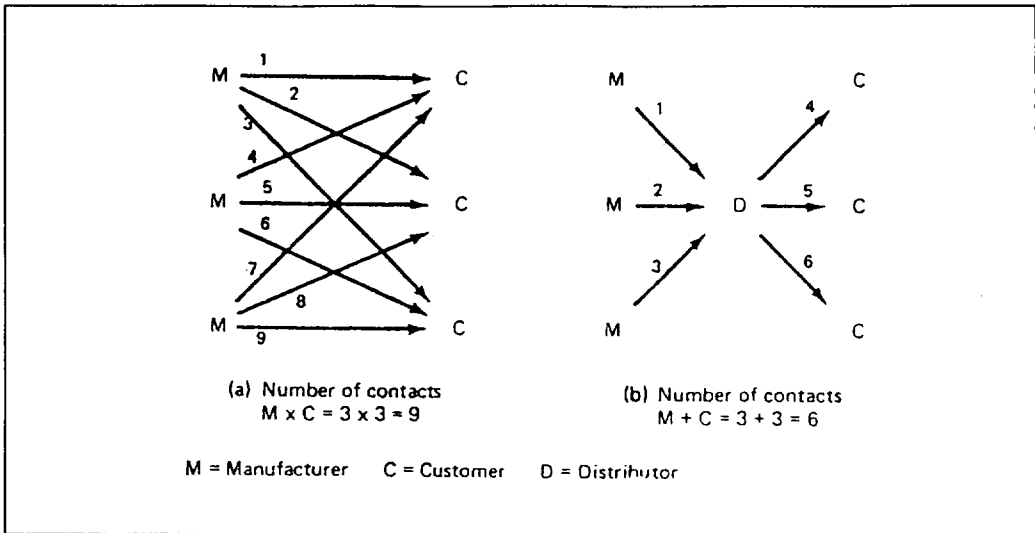 1
M C
2
3
4
5
M C
6
7
8
M C
9
(a) Number of contacts
M x C = 3 x 3 = 9
M C
1 4
2 5
M D C
3 6
M C
(b) Number of contacts
M + C = 3 + 3 = 6
M = Manufacturer C = Customer D = Distributor